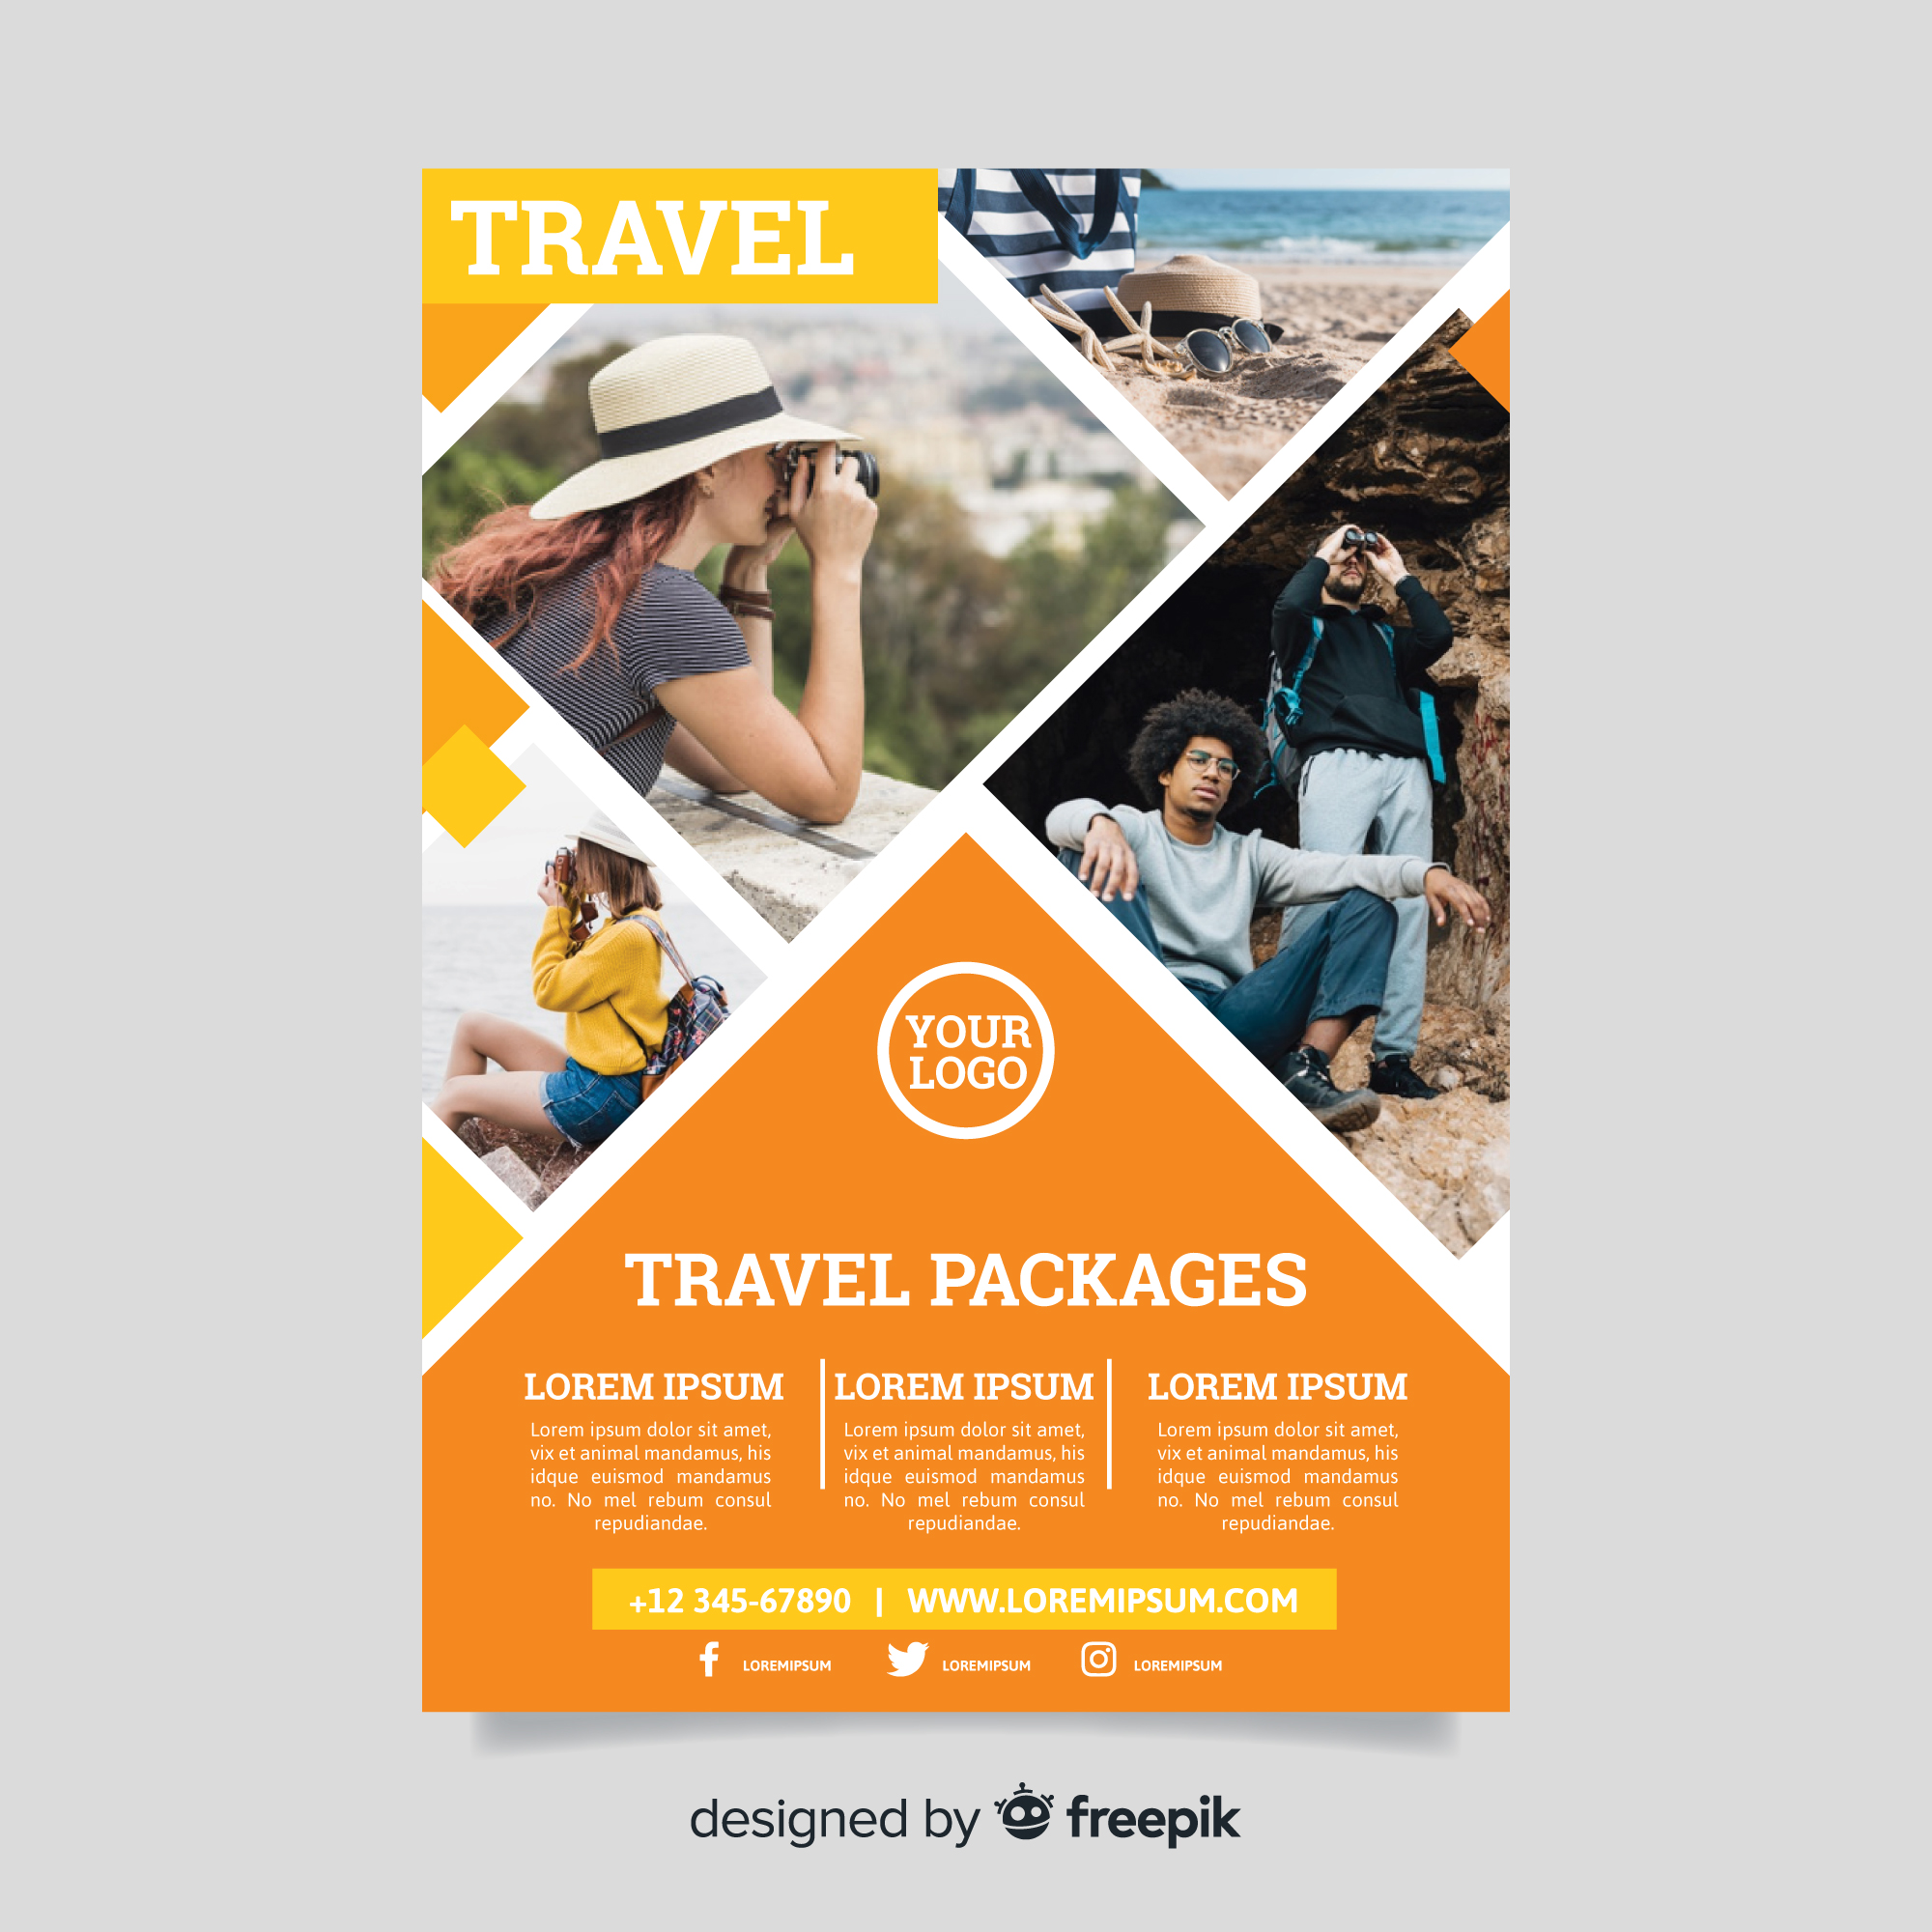 TRAVEL
YOUR
LOGO
TRAVEL PACKAGES
LOREM IPSUM
Lorem ipsum dolor sit amet,
vix et animal mandamus, his
idque euismod mandamus
no. No mel rebum consul
repudiandae.
LOREM IPSUM
Lorem ipsum dolor sit amet,
vix et animal mandamus, his
idque euismod mandamus
no. No mel rebum consul
repudiandae.
LOREM IPSUM
Lorem ipsum dolor sit amet,
vix et animal mandamus, his
idque euismod mandamus
no. No mel rebum consul
repudiandae.
+12 345-67890 | WWW.LOREMIPSUM.COM
LOREMIPSUM LOREMIPSUM LOREMIPSUM
designed by freepik